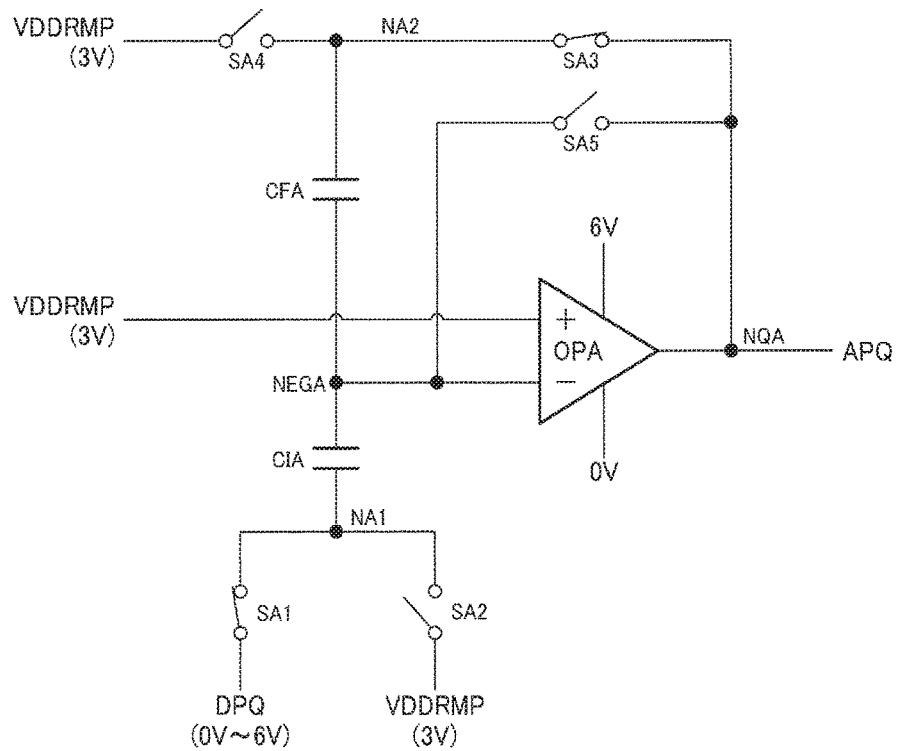 VDDRMP
(3V)
SA4
NA2
SA3
SA5
CFA
6V
VDDRMP
(3V)
+
OPA
−
NQA
APQ
NEGA
CIA
0V
NA1
SA1
SA2
DPQ
(0V～6V)
VDDRMP
(3V)